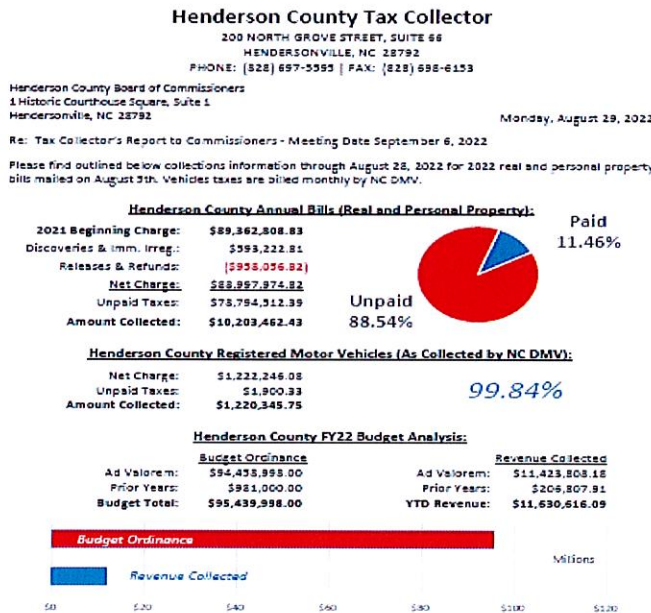 Henderson County Tax Collector
200 NORTH GROVE STREET, SUITE 66
HENDERSONVILLE, NC 28792
PHONE: (828) 697-5595 | FAX: (828) 698-6153
Henderson County Board of Commissioners
1 Historic Courthouse Square, Suite 1
Hendersonville, NC 28792
Monday, August 29, 2022
Re: Tax Collector's Report to Commissioners - Meeting Date September 6, 2022
Please find outlined below collections information through August 28, 2022 for 2022 real and personal property
bills mailed on August 5th. Vehicles taxes are billed monthly by NC DMV.
Henderson County Annual Bills (Real and Personal Property):
2021 Beginning Charge: $89,362,808.83
Discoveries & Imm. Irreg.: $593,222.81
Releases & Refunds: ($958,056.82)
Net Charge: $88,997,974.82
Unpaid Taxes: $78,794,512.39
Amount Collected: $10,203,462.43
Paid
11.46%
Unpaid
88.54%
Henderson County Registered Motor Vehicles (As Collected by NC DMV):
Net Charge: $1,222,246.08
Unpaid Taxes: $1,900.33
Amount Collected: $1,220,345.75
99.84%
Henderson County FY22 Budget Analysis:
Budget Ordinance Revenue Collected
Ad Valorem: $94,458,998.00 Ad Valorem: $11,423,808.18
Prior Years: $981,000.00 Prior Years: $206,807.91
Budget Total: $95,439,998.00 YTD Revenue: $11,630,616.09
Budget Ordinance
Millions
Revenue Collected
$0 $20 $40 $60 $80 $100 $120